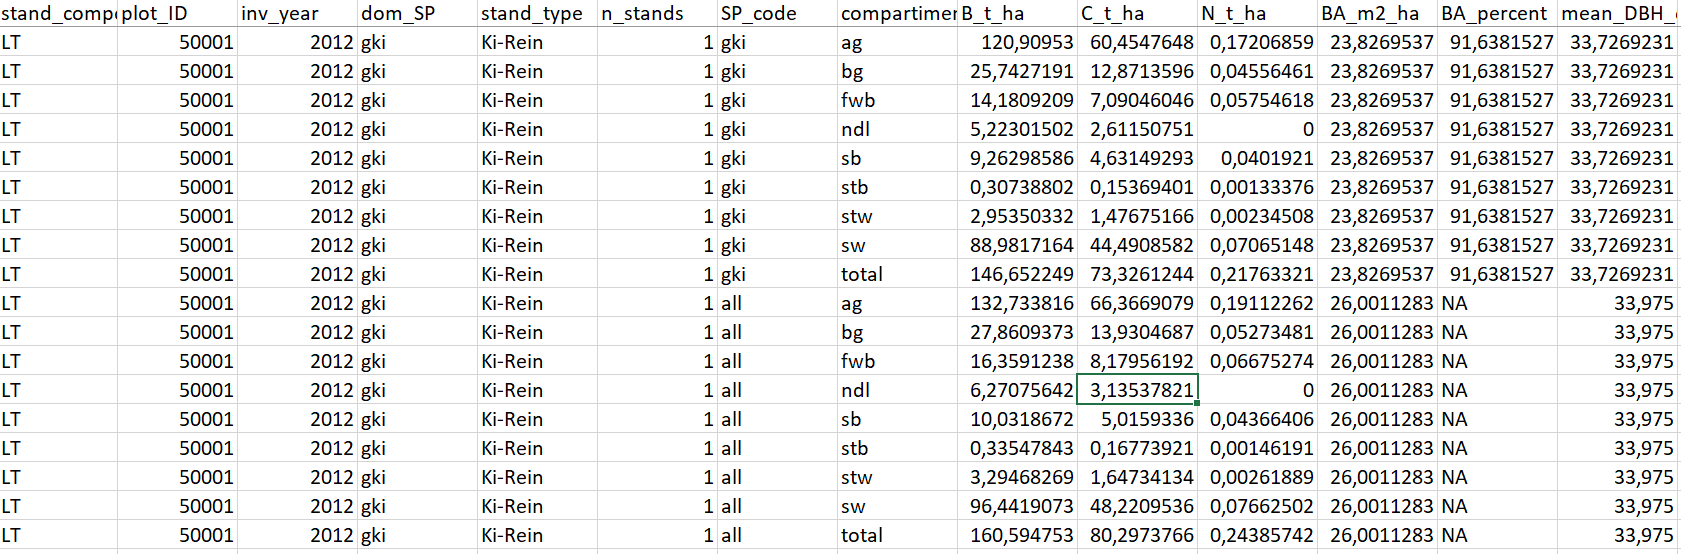 stand_compo plot_ID inv_year dom_SP stand_type n_stands SP_code compartimen B_t_ha C_t_ha N_t_ha BA_m2_ha BA_percent mean_DBH_
LT 50001 2012 gki Ki-Rein 1 gki ag 120,90953 60,4547648 0,17206859 23,8269537 91,6381527 33,7269231
LT 50001 2012 gki Ki-Rein 1 gki bg 25,7427191 12,8713596 0,04556461 23,8269537 91,6381527 33,7269231
LT 50001 2012 gki Ki-Rein 1 gki fwb 14,1809209 7,09046046 0,05754618 23,8269537 91,6381527 33,7269231
LT 50001 2012 gki Ki-Rein 1 gki ndl 5,22301502 2,61150751 0 23,8269537 91,6381527 33,7269231
LT 50001 2012 gki Ki-Rein 1 gki sb 9,26298586 4,63149293 0,0401921 23,8269537 91,6381527 33,7269231
LT 50001 2012 gki Ki-Rein 1 gki stb 0,30738802 0,15369401 0,00133376 23,8269537 91,6381527 33,7269231
LT 50001 2012 gki Ki-Rein 1 gki stw 2,95350332 1,47675166 0,00234508 23,8269537 91,6381527 33,7269231
LT 50001 2012 gki Ki-Rein 1 gki sw 88,9817164 44,4908582 0,07065148 23,8269537 91,6381527 33,7269231
LT 50001 2012 gki Ki-Rein 1 gki total 146,652249 73,3261244 0,21763321 23,8269537 91,6381527 33,7269231
LT 50001 2012 gki Ki-Rein 1 all ag 132,733816 66,3669079 0,19112262 26,0011283 NA 33,975
LT 50001 2012 gki Ki-Rein 1 all bg 27,8609373 13,9304687 0,05273481 26,0011283 NA 33,975
LT 50001 2012 gki Ki-Rein 1 all fwb 16,3591238 8,17956192 0,06675274 26,0011283 NA 33,975
LT 50001 2012 gki Ki-Rein 1 all ndl 6,27075642 3,13537821 0 26,0011283 NA 33,975
LT 50001 2012 gki Ki-Rein 1 all sb 10,0318672 5,0159336 0,04366406 26,0011283 NA 33,975
LT 50001 2012 gki Ki-Rein 1 all stb 0,33547843 0,16773921 0,00146191 26,0011283 NA 33,975
LT 50001 2012 gki Ki-Rein 1 all stw 3,29468269 1,64734134 0,00261889 26,0011283 NA 33,975
LT 50001 2012 gki Ki-Rein 1 all sw 96,4419073 48,2209536 0,07662502 26,0011283 NA 33,975
LT 50001 2012 gki Ki-Rein 1 all total 160,594753 80,2973766 0,24385742 26,0011283 NA 33,975